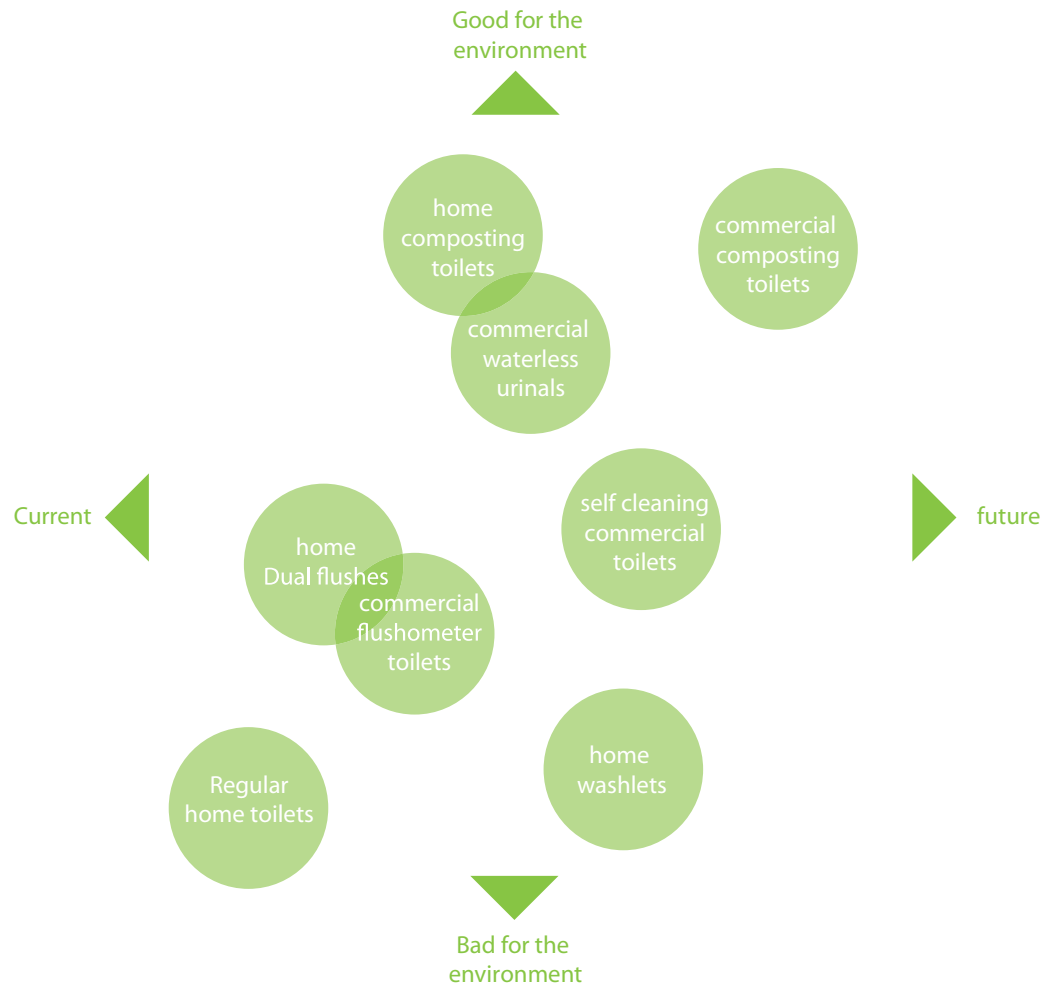 Good for the
environment
home
composting
toilets
commercial
composting
toilets
commercial
waterless
urinals
Current
self cleaning
commercial
toilets
future
home
Dual flushes
commercial
flushometer
toilets
home
washlets
Regular
home toilets
Bad for the
environment